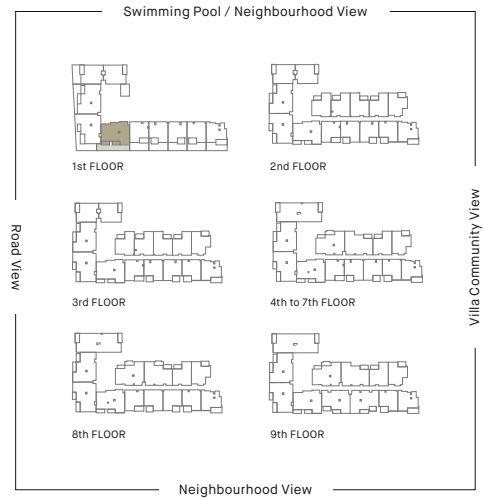 Swimming Pool / Neighbourhood View
1st FLOOR
2nd FLOOR
Road View
Villa Community View
3rd FLOOR
4th to 7th FLOOR
8th FLOOR
9th FLOOR
Neighbourhood View